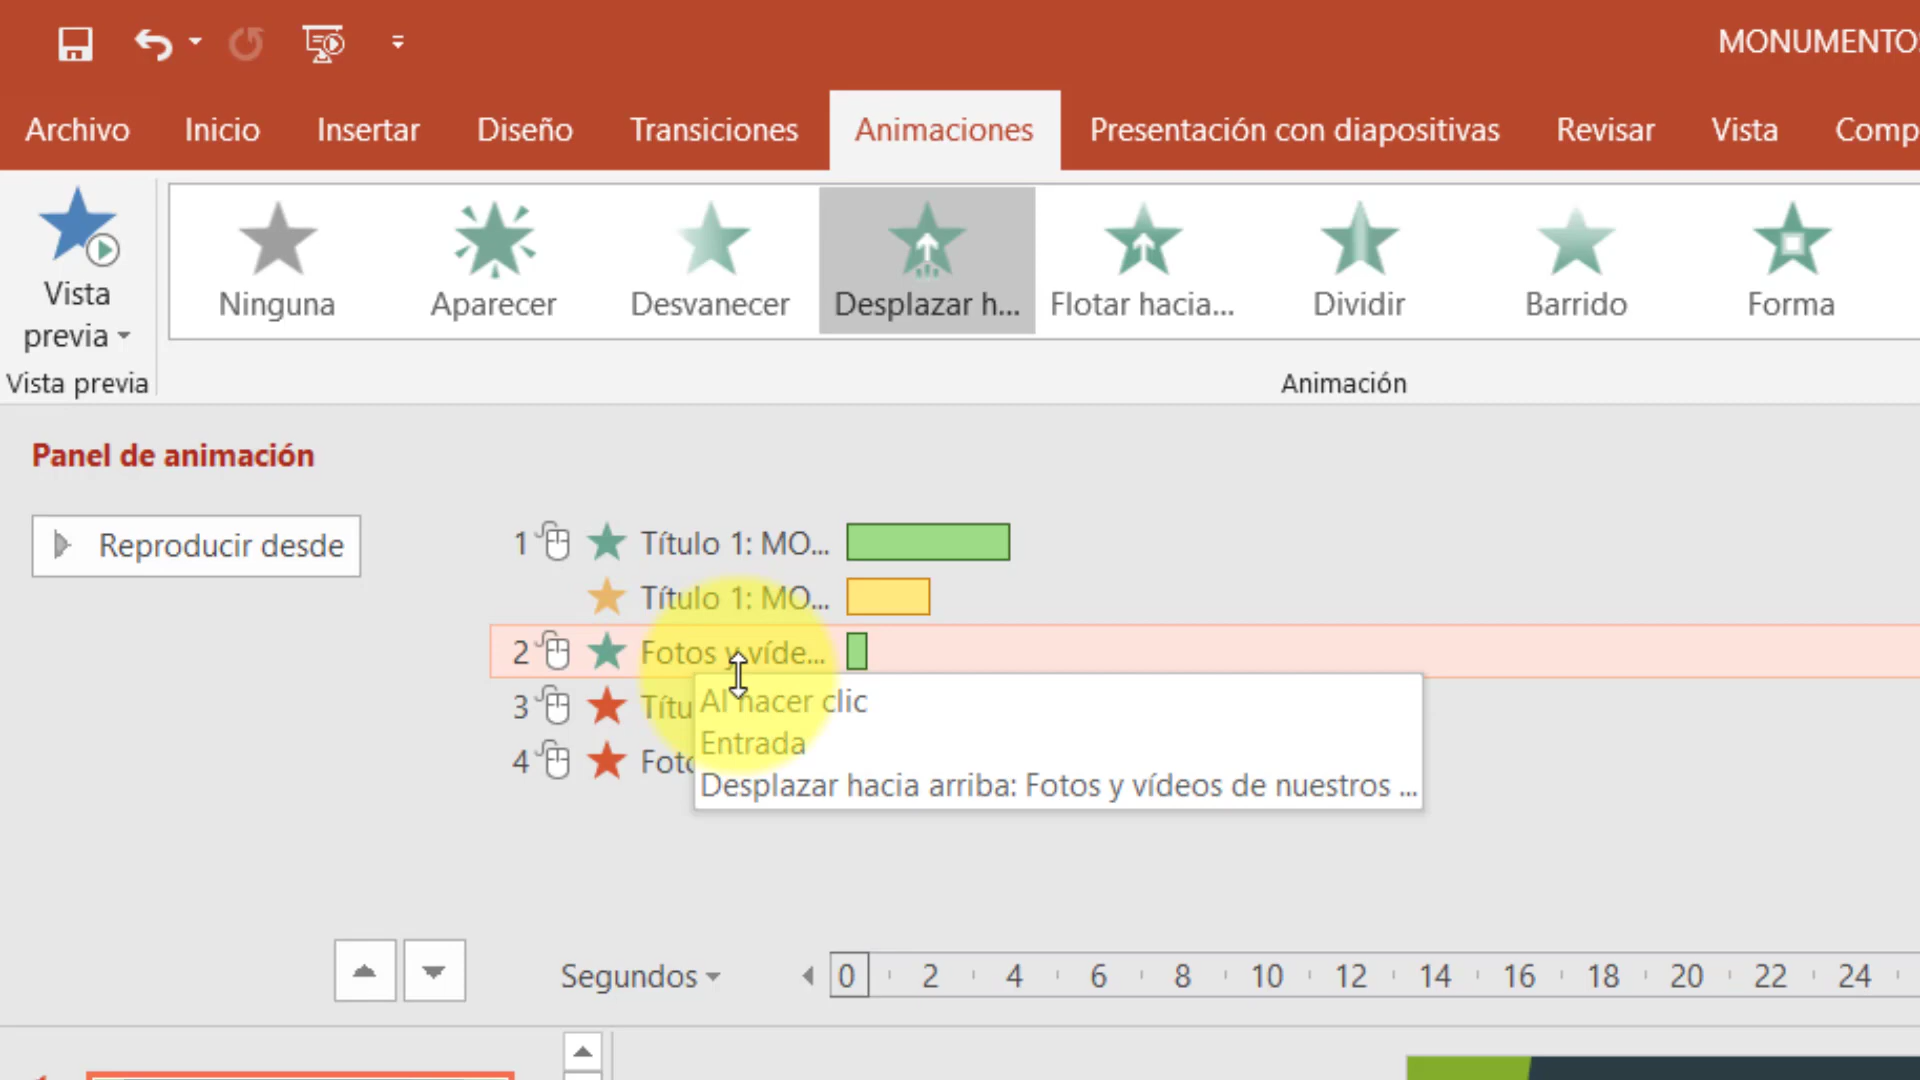 MONUMENTOS
Archivo Inicio Insertar Diseño Transiciones Animaciones Presentación con diapositivas Revisar Vista Comp
Vista
previa
Ninguna Aparecer Desvanecer Desplazar h... Flotar hacia... Dividir Barrido Forma
Vista previa Animación
Panel de animación
Reproducir desde
1 Título 1: MO...
Título 1: MO...
2 Fotos y víde...
3 Títu
4 Foto
Al hacer clic
Entrada
Desplazar hacia arriba: Fotos y vídeos de nuestros ...
Segundos 0 2 4 6 8 10 12 14 16 18 20 22 24